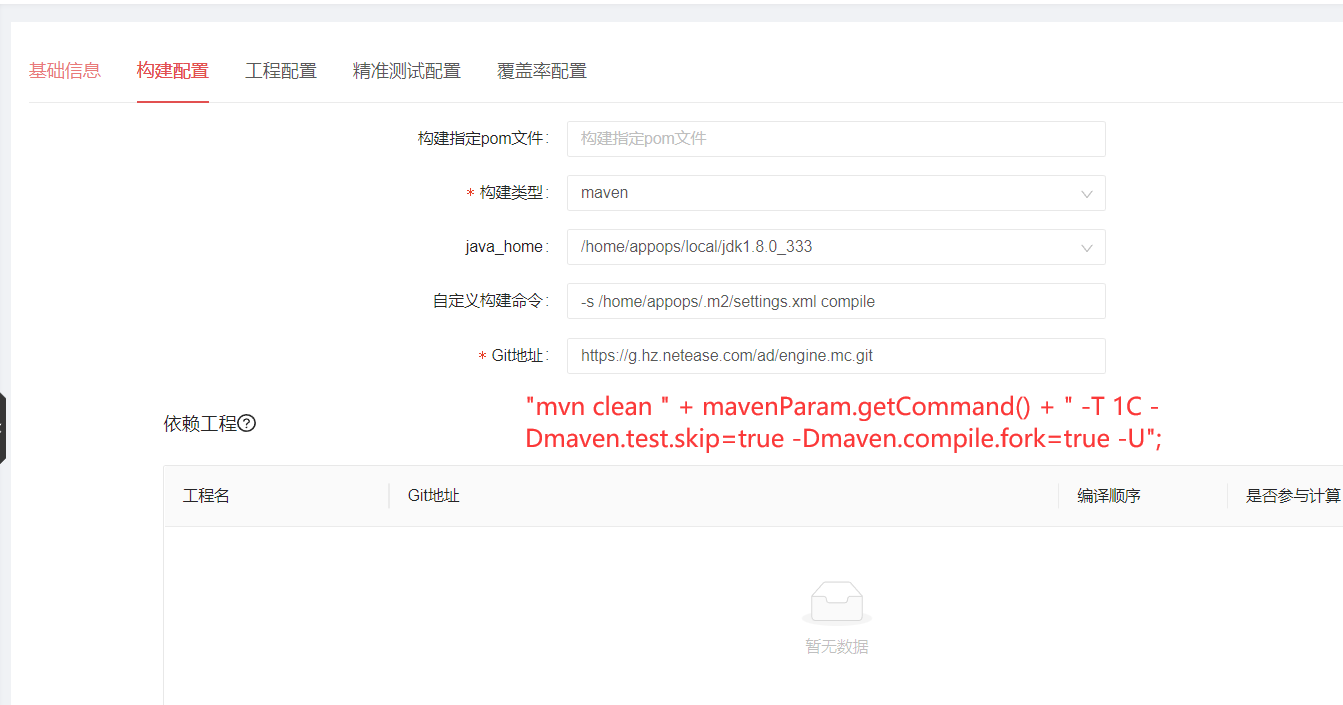 基础信息 构建配置 工程配置 精准测试配置 覆盖率配置
构建指定pom文件: 构建指定pom文件
* 构建类型: maven
java_home: /home/appops/local/jdk1.8.0_333
自定义构建命令: -s /home/appops/.m2/settings.xml compile
* Git地址: https://g.hz.netease.com/ad/engine.mc.git
"mvn clean " + mavenParam.getCommand() + " -T 1C -
Dmaven.test.skip=true -Dmaven.compile.fork=true -U";
依赖工程?
工程名 Git地址 编译顺序 是否参与计算
暂无数据